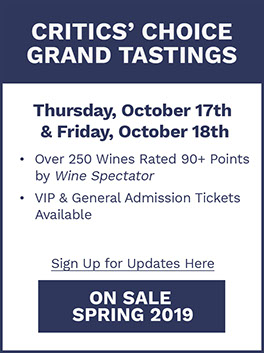 CRITICS’ CHOICE
GRAND TASTINGS
Thursday, October 17th
& Friday, October 18th
• Over 250 Wines Rated 90+ Points
by Wine Spectator
• VIP & General Admission Tickets
Available
Sign Up for Updates Here
ON SALE
SPRING 2019